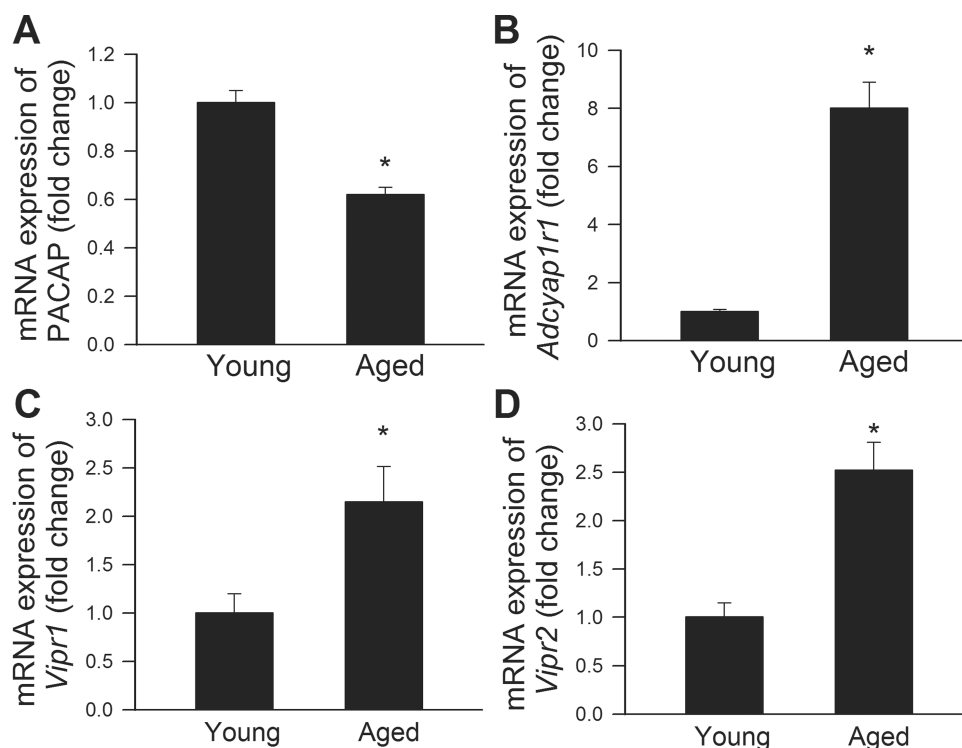 A
mRNA expression of
PACAP (fold change)
1.2
1.0
0.8
0.6
0.4
0.2
0.0
*
Young Aged
B
mRNA expression of
Adcyap1r1 (fold change)
10
8
6
4
2
0
*
Young Aged
C
mRNA expression of
Vipr1 (fold change)
3.0
2.5
2.0
1.5
1.0
0.5
0.0
*
Young Aged
D
mRNA expression of
Vipr2 (fold change)
3.0
2.5
2.0
1.5
1.0
0.5
0.0
*
Young Aged